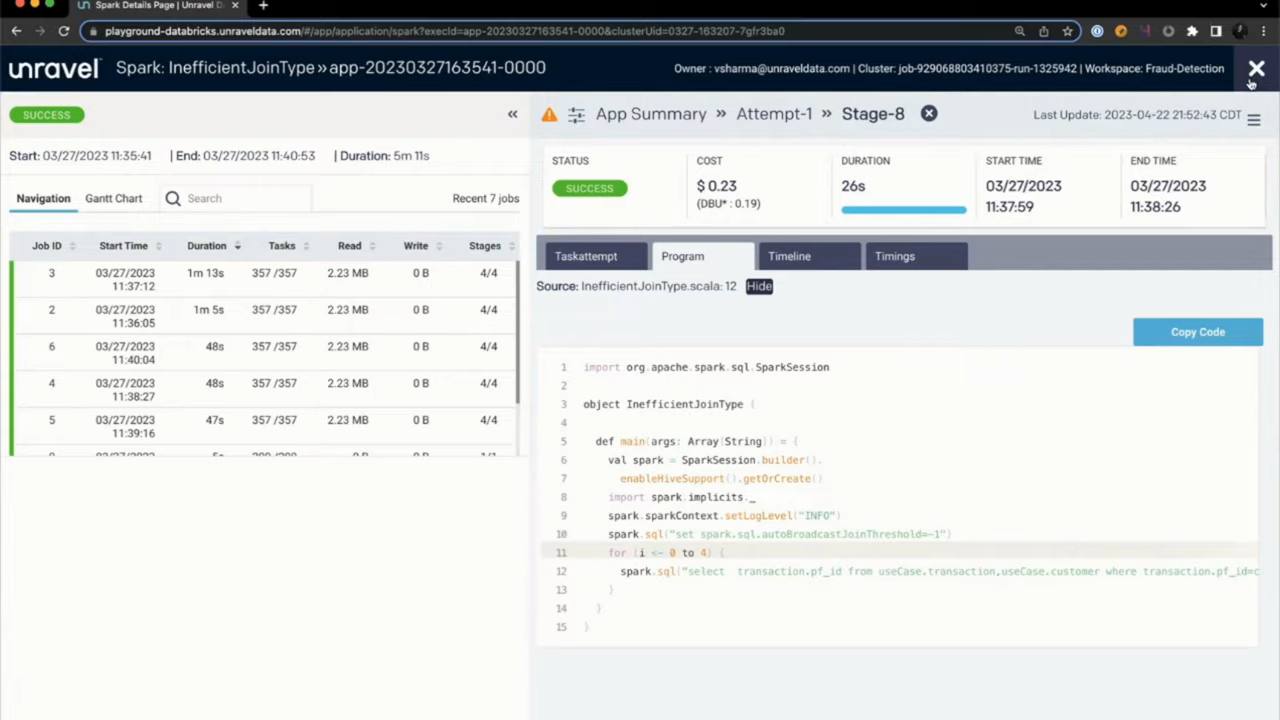 Spark Details Page | Unravel D
playground-databricks.unraveldata.com/#/app/application/spark?execId=app-20230327163541-0000&clusterUid=0327-163207-7gfr3ba0
unravel Spark: InefficientJoinType » app-20230327163541-0000 Owner : vsharma@unraveldata.com | Cluster: job-929068803410375-run-1325942 | Workspace: Fraud-Detection
SUCCESS
Start: 03/27/2023 11:35:41 | End: 03/27/2023 11:40:53 | Duration: 5m 11s
Navigation Gantt Chart Search Recent 7 jobs
Job ID Start Time Duration Tasks Read Write Stages
3 03/27/2023 1m 13s 357 /357 2.23 MB 0 B 4/4
11:37:12
2 03/27/2023 1m 5s 357 /357 2.23 MB 0 B 4/4
11:36:05
6 03/27/2023 48s 357 /357 2.23 MB 0 B 4/4
11:40:04
4 03/27/2023 48s 357 /357 2.23 MB 0 B 4/4
11:38:27
5 03/27/2023 47s 357 /357 2.23 MB 0 B 4/4
11:39:16
App Summary » Attempt-1 » Stage-8 Last Update: 2023-04-22 21:52:43 CDT
STATUS COST DURATION START TIME END TIME
SUCCESS $ 0.23 26s 03/27/2023 03/27/2023
(DBU* : 0.19) 11:37:59 11:38:26
Taskattempt Program Timeline Timings
Source: InefficientJoinType.scala: 12 Hide
Copy Code
1 import org.apache.spark.sql.SparkSession
2
3 object InefficientJoinType {
4
5 def main(args: Array[String]) = {
6 val spark = SparkSession.builder().
7 enableHiveSupport().getOrCreate()
8 import spark.implicits._
9 spark.sparkContext.setLogLevel("INFO")
10 spark.sql("set spark.sql.autoBroadcastJoinThreshold=-1")
11 for (i <- 0 to 4) {
12 spark.sql("select transaction.pf_id from useCase.transaction,useCase.customer where transaction.pf_id=c
13 }
14 }
15 }